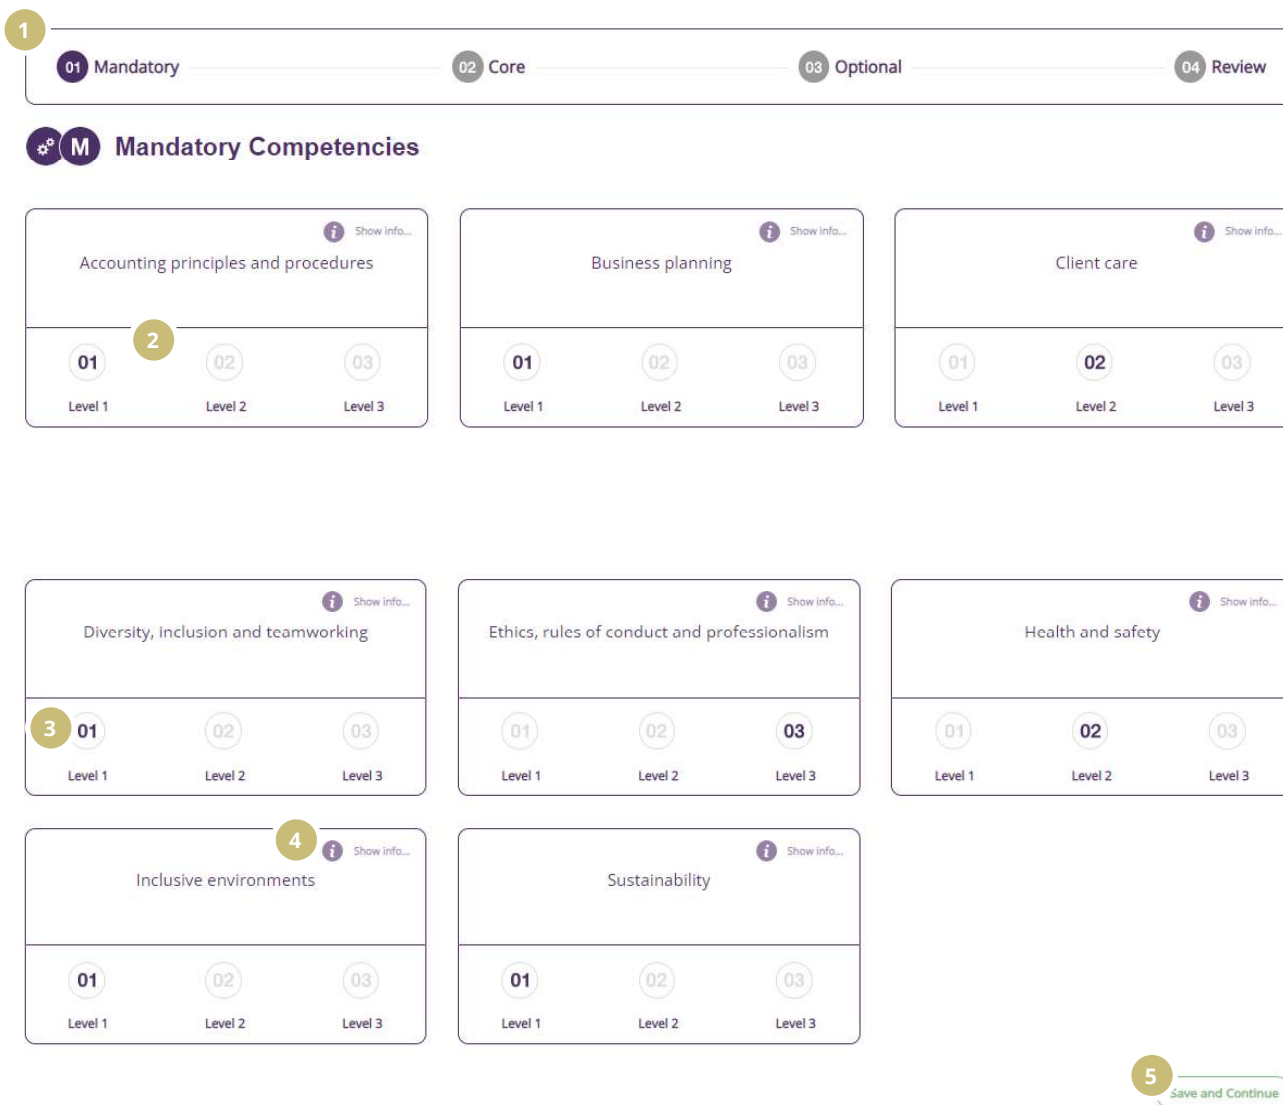 1
01 Mandatory 02 Core 03 Optional 04 Review
M Mandatory Competencies
i Show info... i Show info... i Show info...
Accounting principles and procedures Business planning Client care
2
01 02 03 01 02 03 01 02 03
Level 1 Level 2 Level 3 Level 1 Level 2 Level 3 Level 1 Level 2 Level 3
i Show info... i Show info... i Show info...
Diversity, inclusion and teamworking Ethics, rules of conduct and professionalism Health and safety
3 01 02 03 01 02 03 01 02 03
Level 1 Level 2 Level 3 Level 1 Level 2 Level 3 Level 1 Level 2 Level 3
4 i Show info... i Show info...
Inclusive environments Sustainability
01 02 03 01 02 03
Level 1 Level 2 Level 3 Level 1 Level 2 Level 3
5
Save and Continue